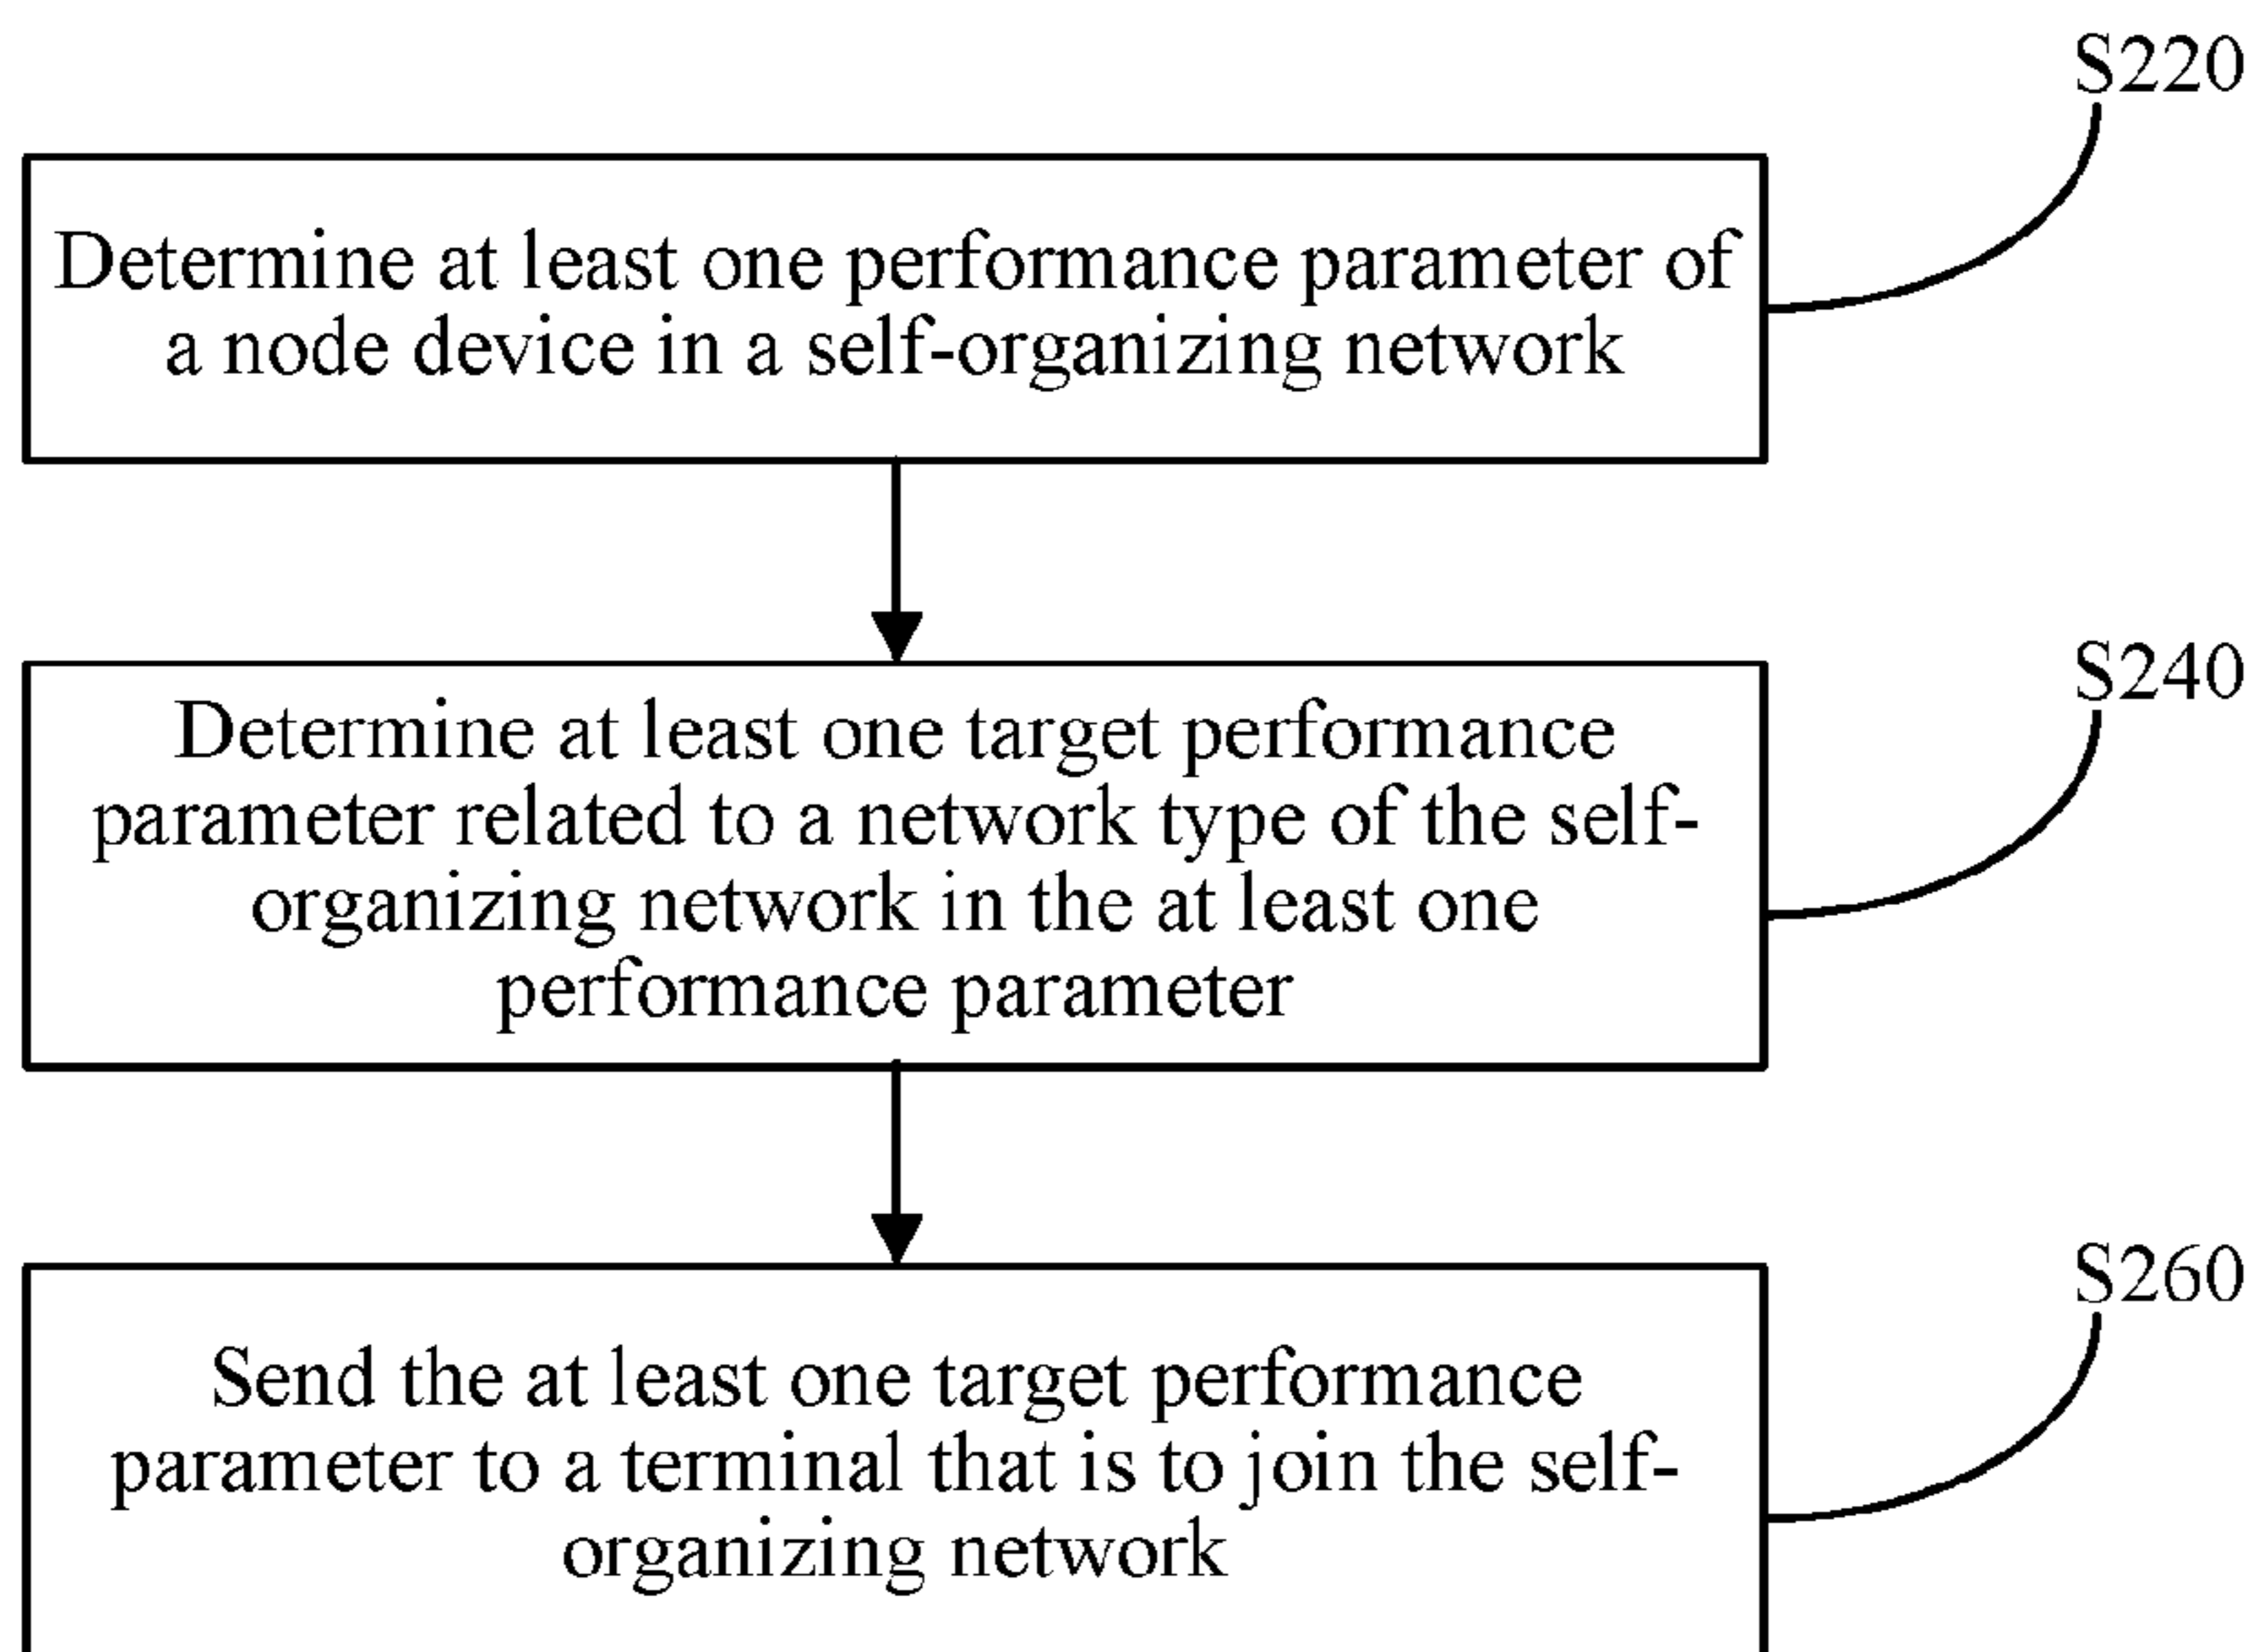 S220
Determine at least one performance parameter of
a node device in a self-organizing network
S240
Determine at least one target performance
parameter related to a network type of the self-
organizing network in the at least one
performance parameter
S260
Send the at least one target performance
parameter to a terminal that is to join the self-
organizing network